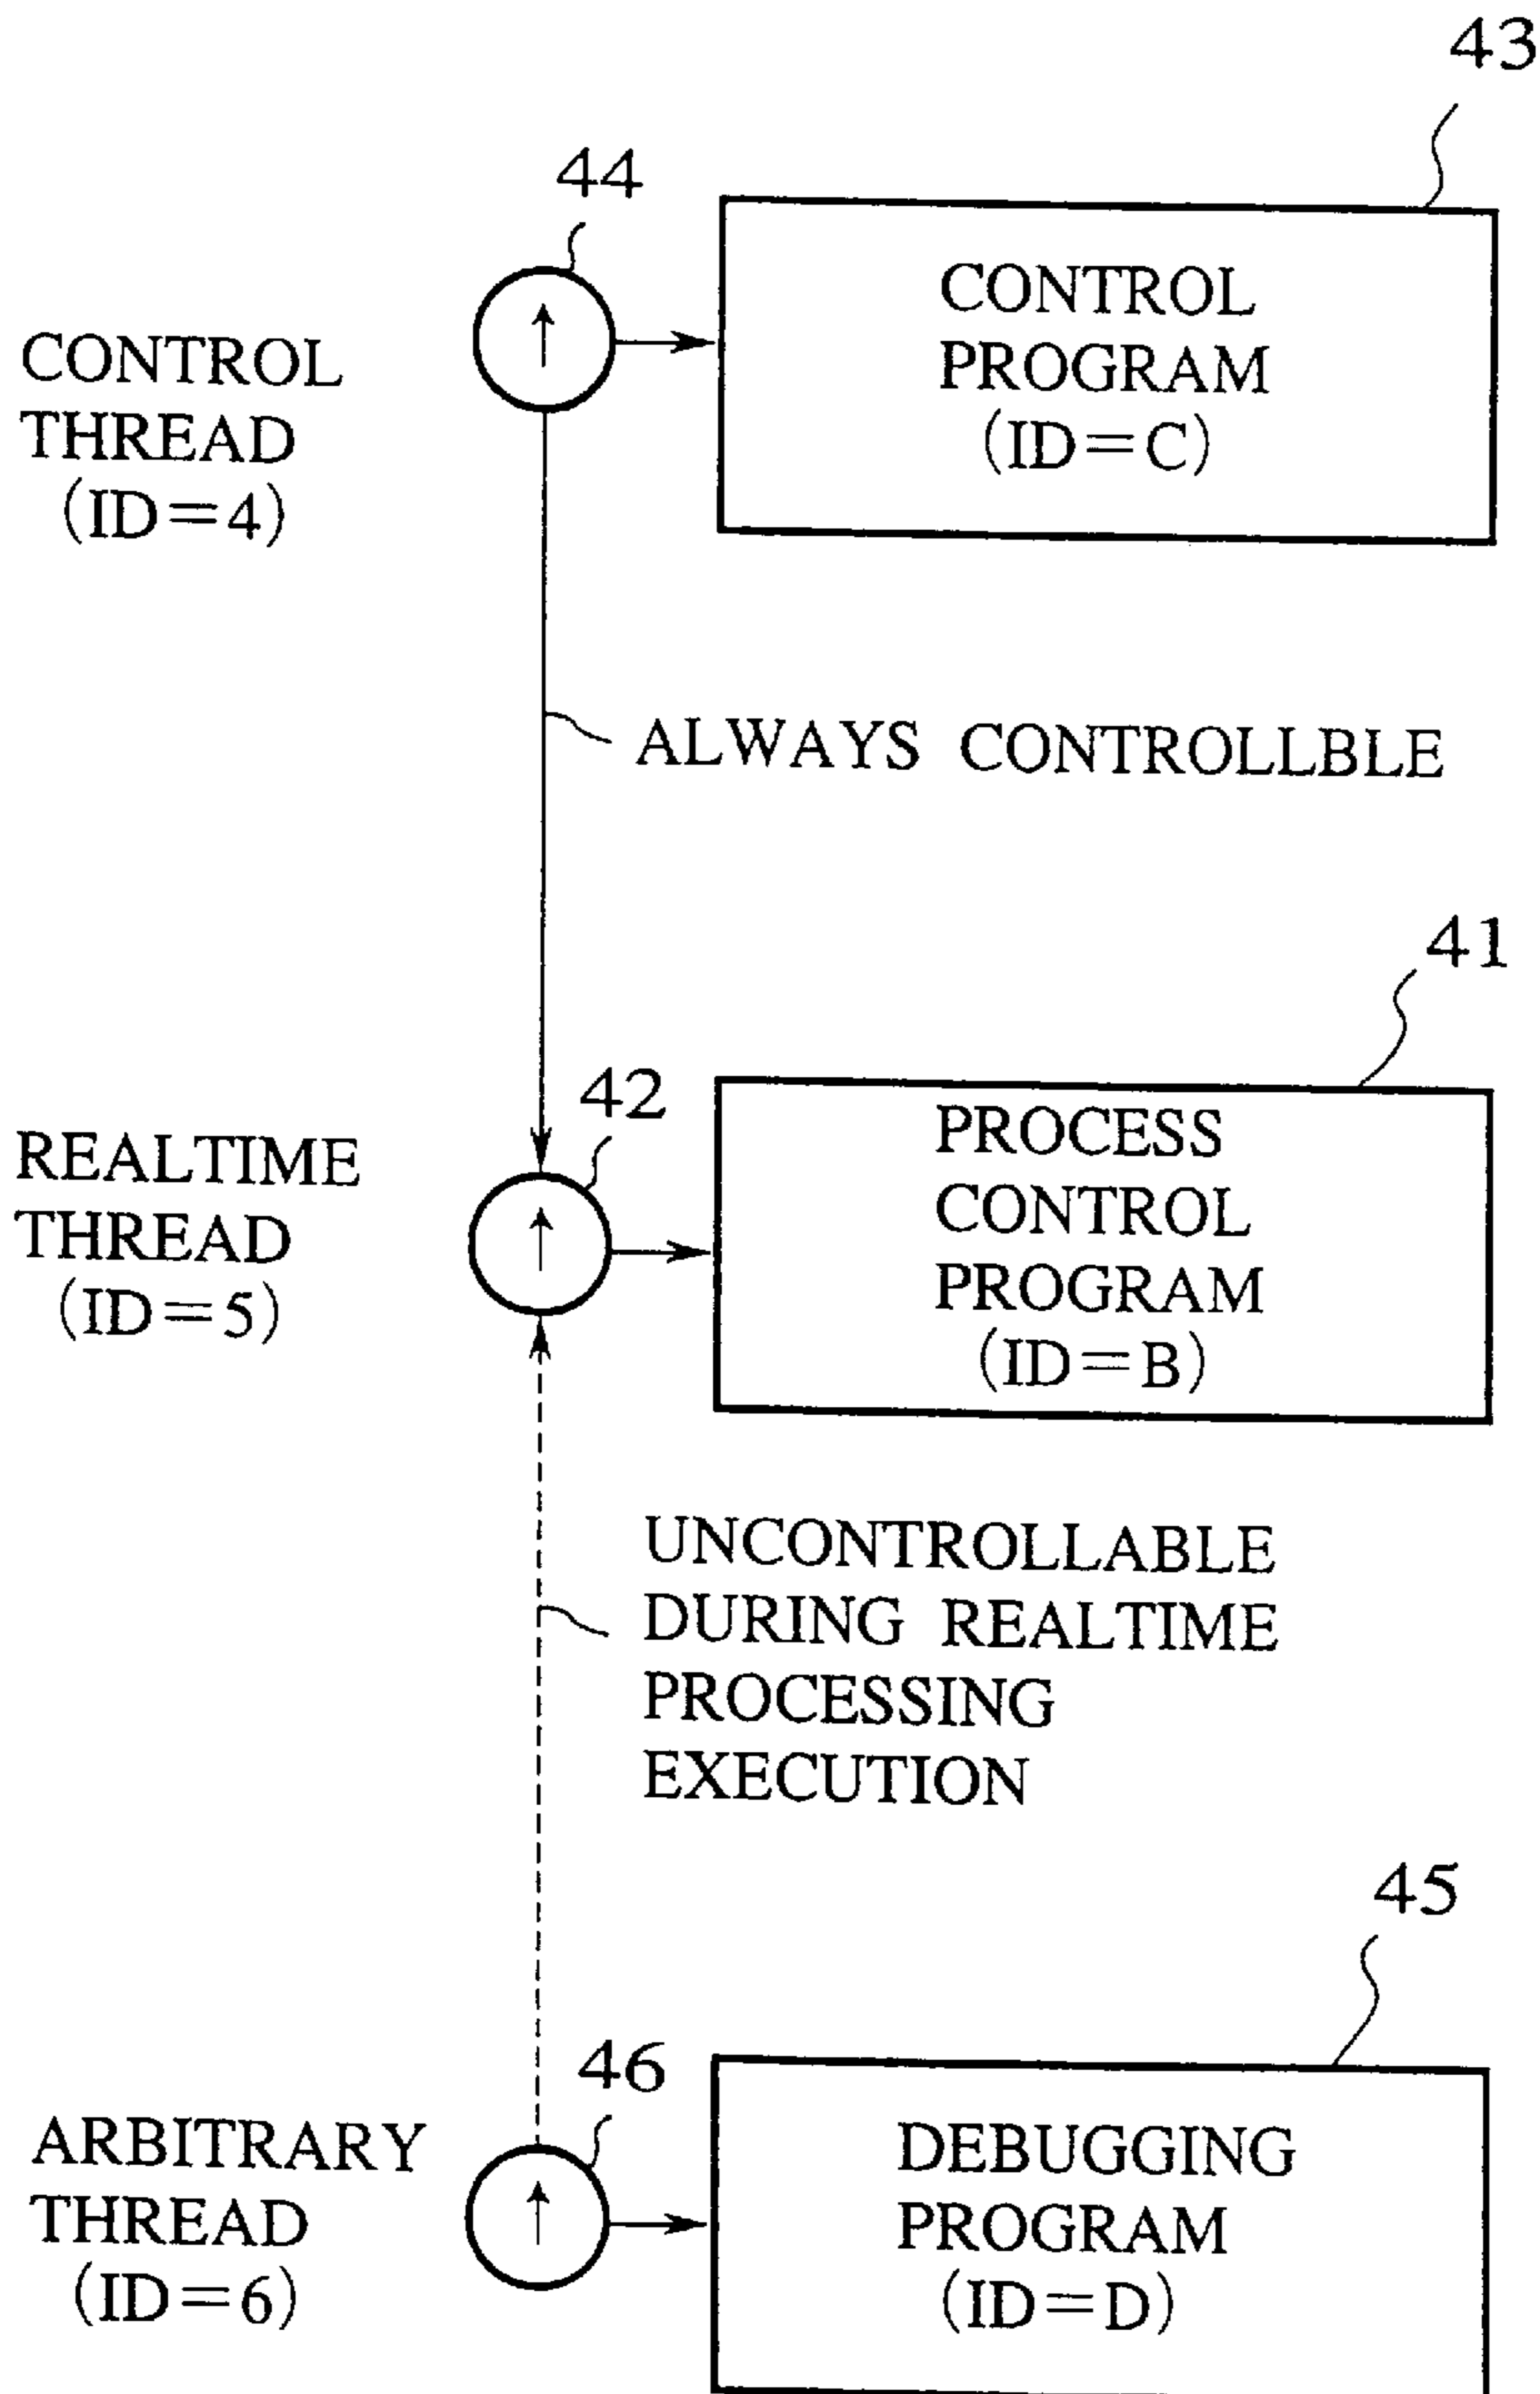 43
44
CONTROL
PROGRAM
(ID=C)
CONTROL
THREAD
(ID=4)
ALWAYS CONTROLLBLE
41
42
PROCESS
CONTROL
PROGRAM
(ID=B)
REALTIME
THREAD
(ID=5)
UNCONTROLLABLE
DURING REALTIME
PROCESSING
EXECUTION
45
46
DEBUGGING
PROGRAM
(ID=D)
ARBITRARY
THREAD
(ID=6)